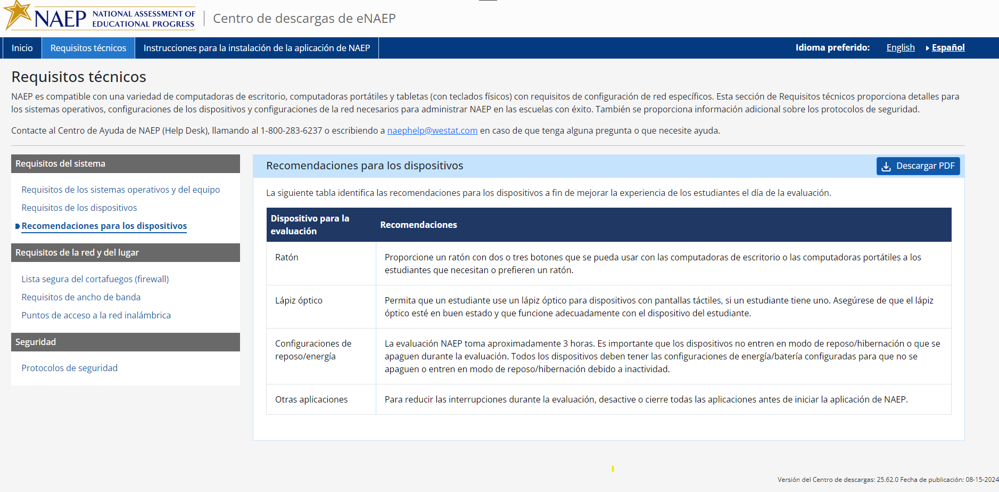 NAEP NATIONAL ASSESSMENT OF
EDUCATIONAL PROGRESS
Centro de descargas de eNAEP
Inicio
Requisitos técnicos
Instrucciones para la instalación de la aplicación de NAEP
Idioma preferido:
English
Español
Requisitos técnicos
NAEP es compatible con una variedad de computadoras de escritorio, computadoras portátiles y tabletas (con teclados físicos) con requisitos de configuración de red específicos. Esta sección de Requisitos técnicos proporciona detalles para
los sistemas operativos, configuraciones de los dispositivos y configuraciones de la red necesarios para administrar NAEP en las escuelas con éxito. También se proporciona información adicional sobre los protocolos de seguridad.
Contacte al Centro de Ayuda de NAEP (Help Desk), llamando al 1-800-283-6237 o escribiendo a naephelp@westat.com en caso de que tenga alguna pregunta o que necesite ayuda.
Requisitos del sistema
Requisitos de los sistemas operativos y del equipo
Requisitos de los dispositivos
Recomendaciones para los dispositivos
Requisitos de la red y del lugar
Lista segura del cortafuegos (firewall)
Requisitos de ancho de banda
Puntos de acceso a la red inalámbrica
Seguridad
Protocolos de seguridad
Recomendaciones para los dispositivos
Descargar PDF
La siguiente tabla identifica las recomendaciones para los dispositivos a fin de mejorar la experiencia de los estudiantes el día de la evaluación.
Dispositivo para la
evaluación
Recomendaciones
Ratón
Proporcione un ratón con dos o tres botones que se pueda usar con las computadoras de escritorio o las computadoras portátiles a los
estudiantes que necesitan o prefieren un ratón.
Lápiz óptico
Permita que un estudiante use un lápiz óptico para dispositivos con pantallas táctiles, si un estudiante tiene uno. Asegúrese de que el lápiz
óptico esté en buen estado y que funcione adecuadamente con el dispositivo del estudiante.
Configuraciones de
reposo/energía
La evaluación NAEP toma aproximadamente 3 horas. Es importante que los dispositivos no entren en modo de reposo/hibernación o que se
apaguen durante la evaluación. Todos los dispositivos deben tener las configuraciones de energía/batería configuradas para que no se
apaguen o entren en modo de reposo/hibernación debido a inactividad.
Otras aplicaciones
Para reducir las interrupciones durante la evaluación, desactive o cierre todas las aplicaciones antes de iniciar la aplicación de NAEP.
Versión del Centro de descargas: 25.62.0 Fecha de publicación: 08-15-2024